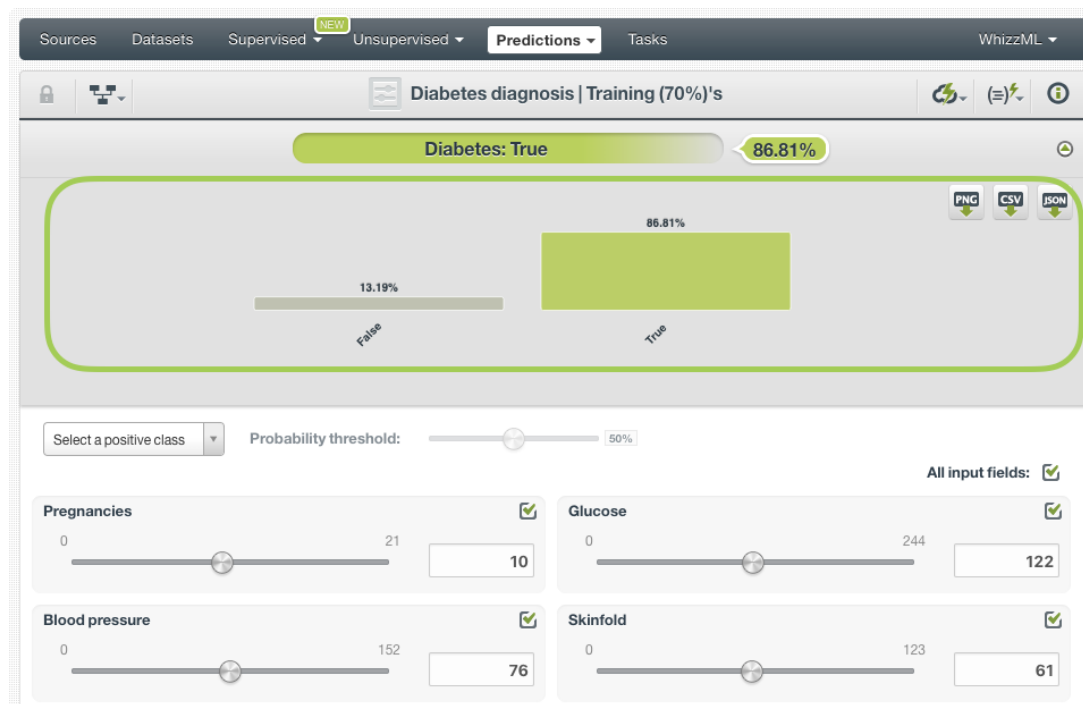 NEW
Sources Datasets Supervised Unsupervised Predictions Tasks WhizzML
Diabetes diagnosis | Training (70%)'s
Diabetes: True 86.81%
PNG CSV JSON
86.81%
13.19%
False True
Select a positive class Probability threshold: 50%
All input fields:
Pregnancies Glucose
0 21 0 244
10 122
Blood pressure Skinfold
0 152 0 123
76 61